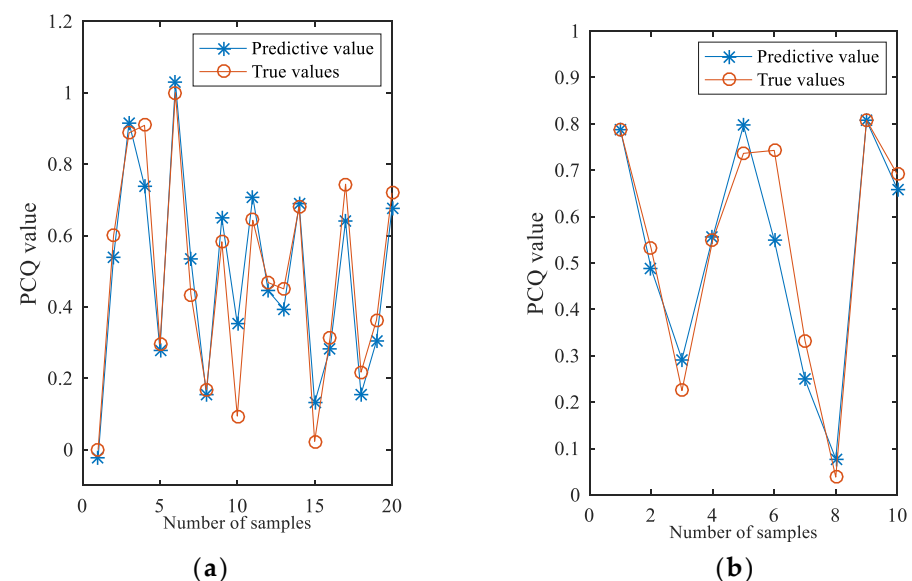 Predictive value
True values
PCQ value
1.2
1
0.8
0.6
0.4
0.2
0
0 5 10 15 20
Number of samples
(a)
Predictive value
True values
PCQ value
1
0.9
0.8
0.7
0.6
0.5
0.4
0.3
0.2
0.1
0
0 2 4 6 8 10
Number of samples
(b)